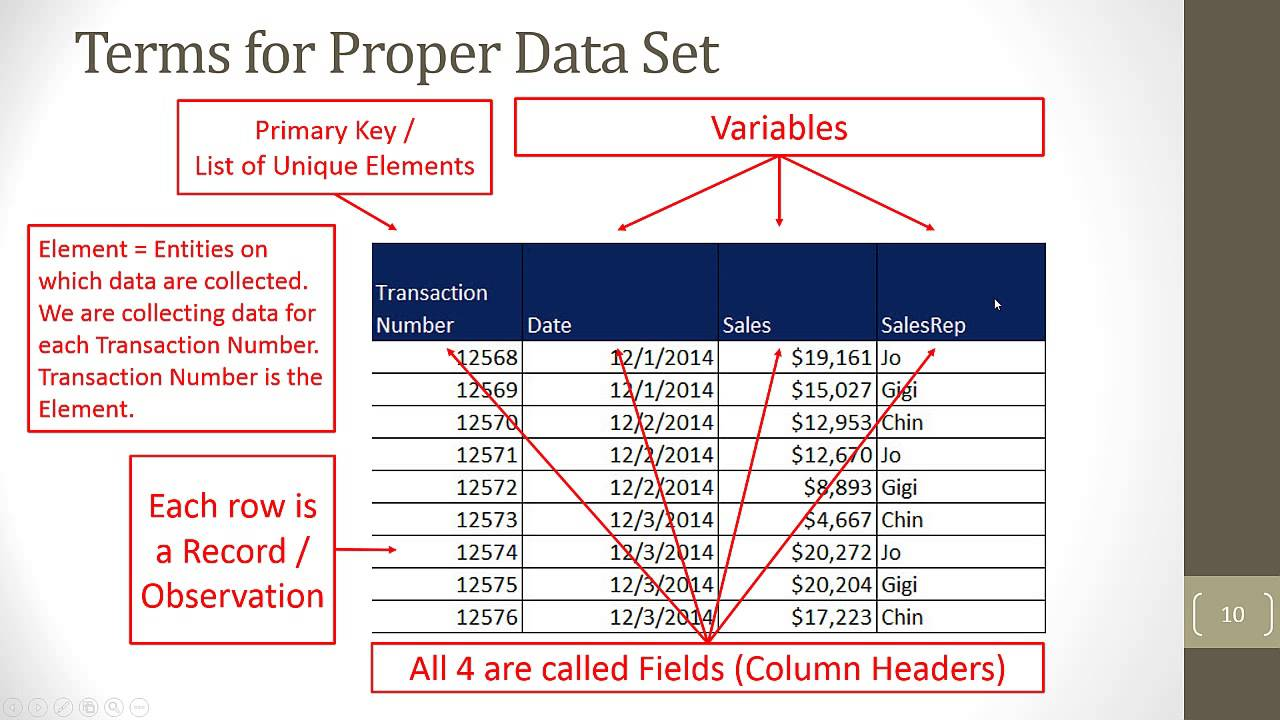 Terms for Proper Data Set
Primary Key /
List of Unique Elements
Variables
Element = Entities on
which data are collected.
We are collecting data for
each Transaction Number.
Transaction Number is the
Element.
Each row is
a Record /
Observation
Transaction
Number Date Sales SalesRep
12568 12/1/2014 $19,161 Jo
12569 12/1/2014 $15,027 Gigi
12570 12/2/2014 $12,953 Chin
12571 12/2/2014 $12,670 Jo
12572 12/2/2014 $8,893 Gigi
12573 12/3/2014 $4,667 Chin
12574 12/3/2014 $20,272 Jo
12575 12/3/2014 $20,204 Gigi
12576 12/3/2014 $17,223 Chin
All 4 are called Fields (Column Headers)
10